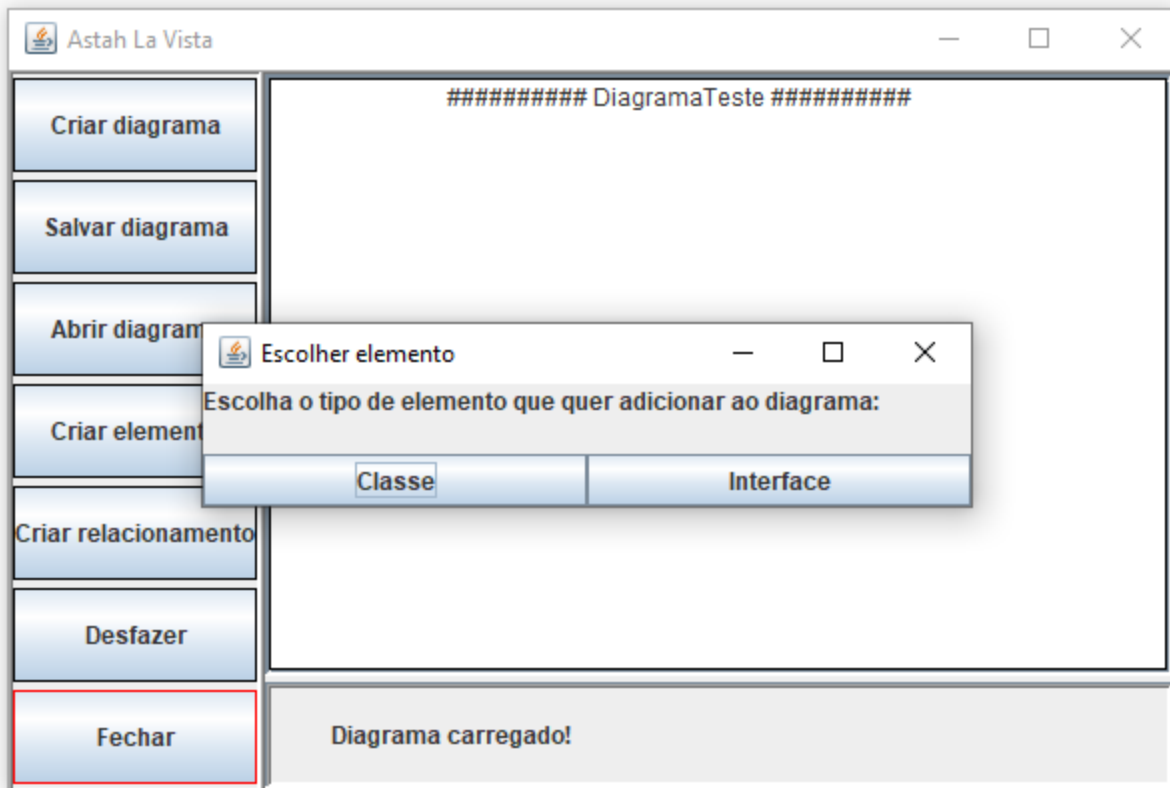 Astah La Vista
Criar diagrama
Salvar diagrama
Abrir diagram
Criar element
Criar relacionamento
Desfazer
Fechar
########## DiagramaTeste ##########
Escolher elemento
Escolha o tipo de elemento que quer adicionar ao diagrama:
Classe
Interface
Diagrama carregado!